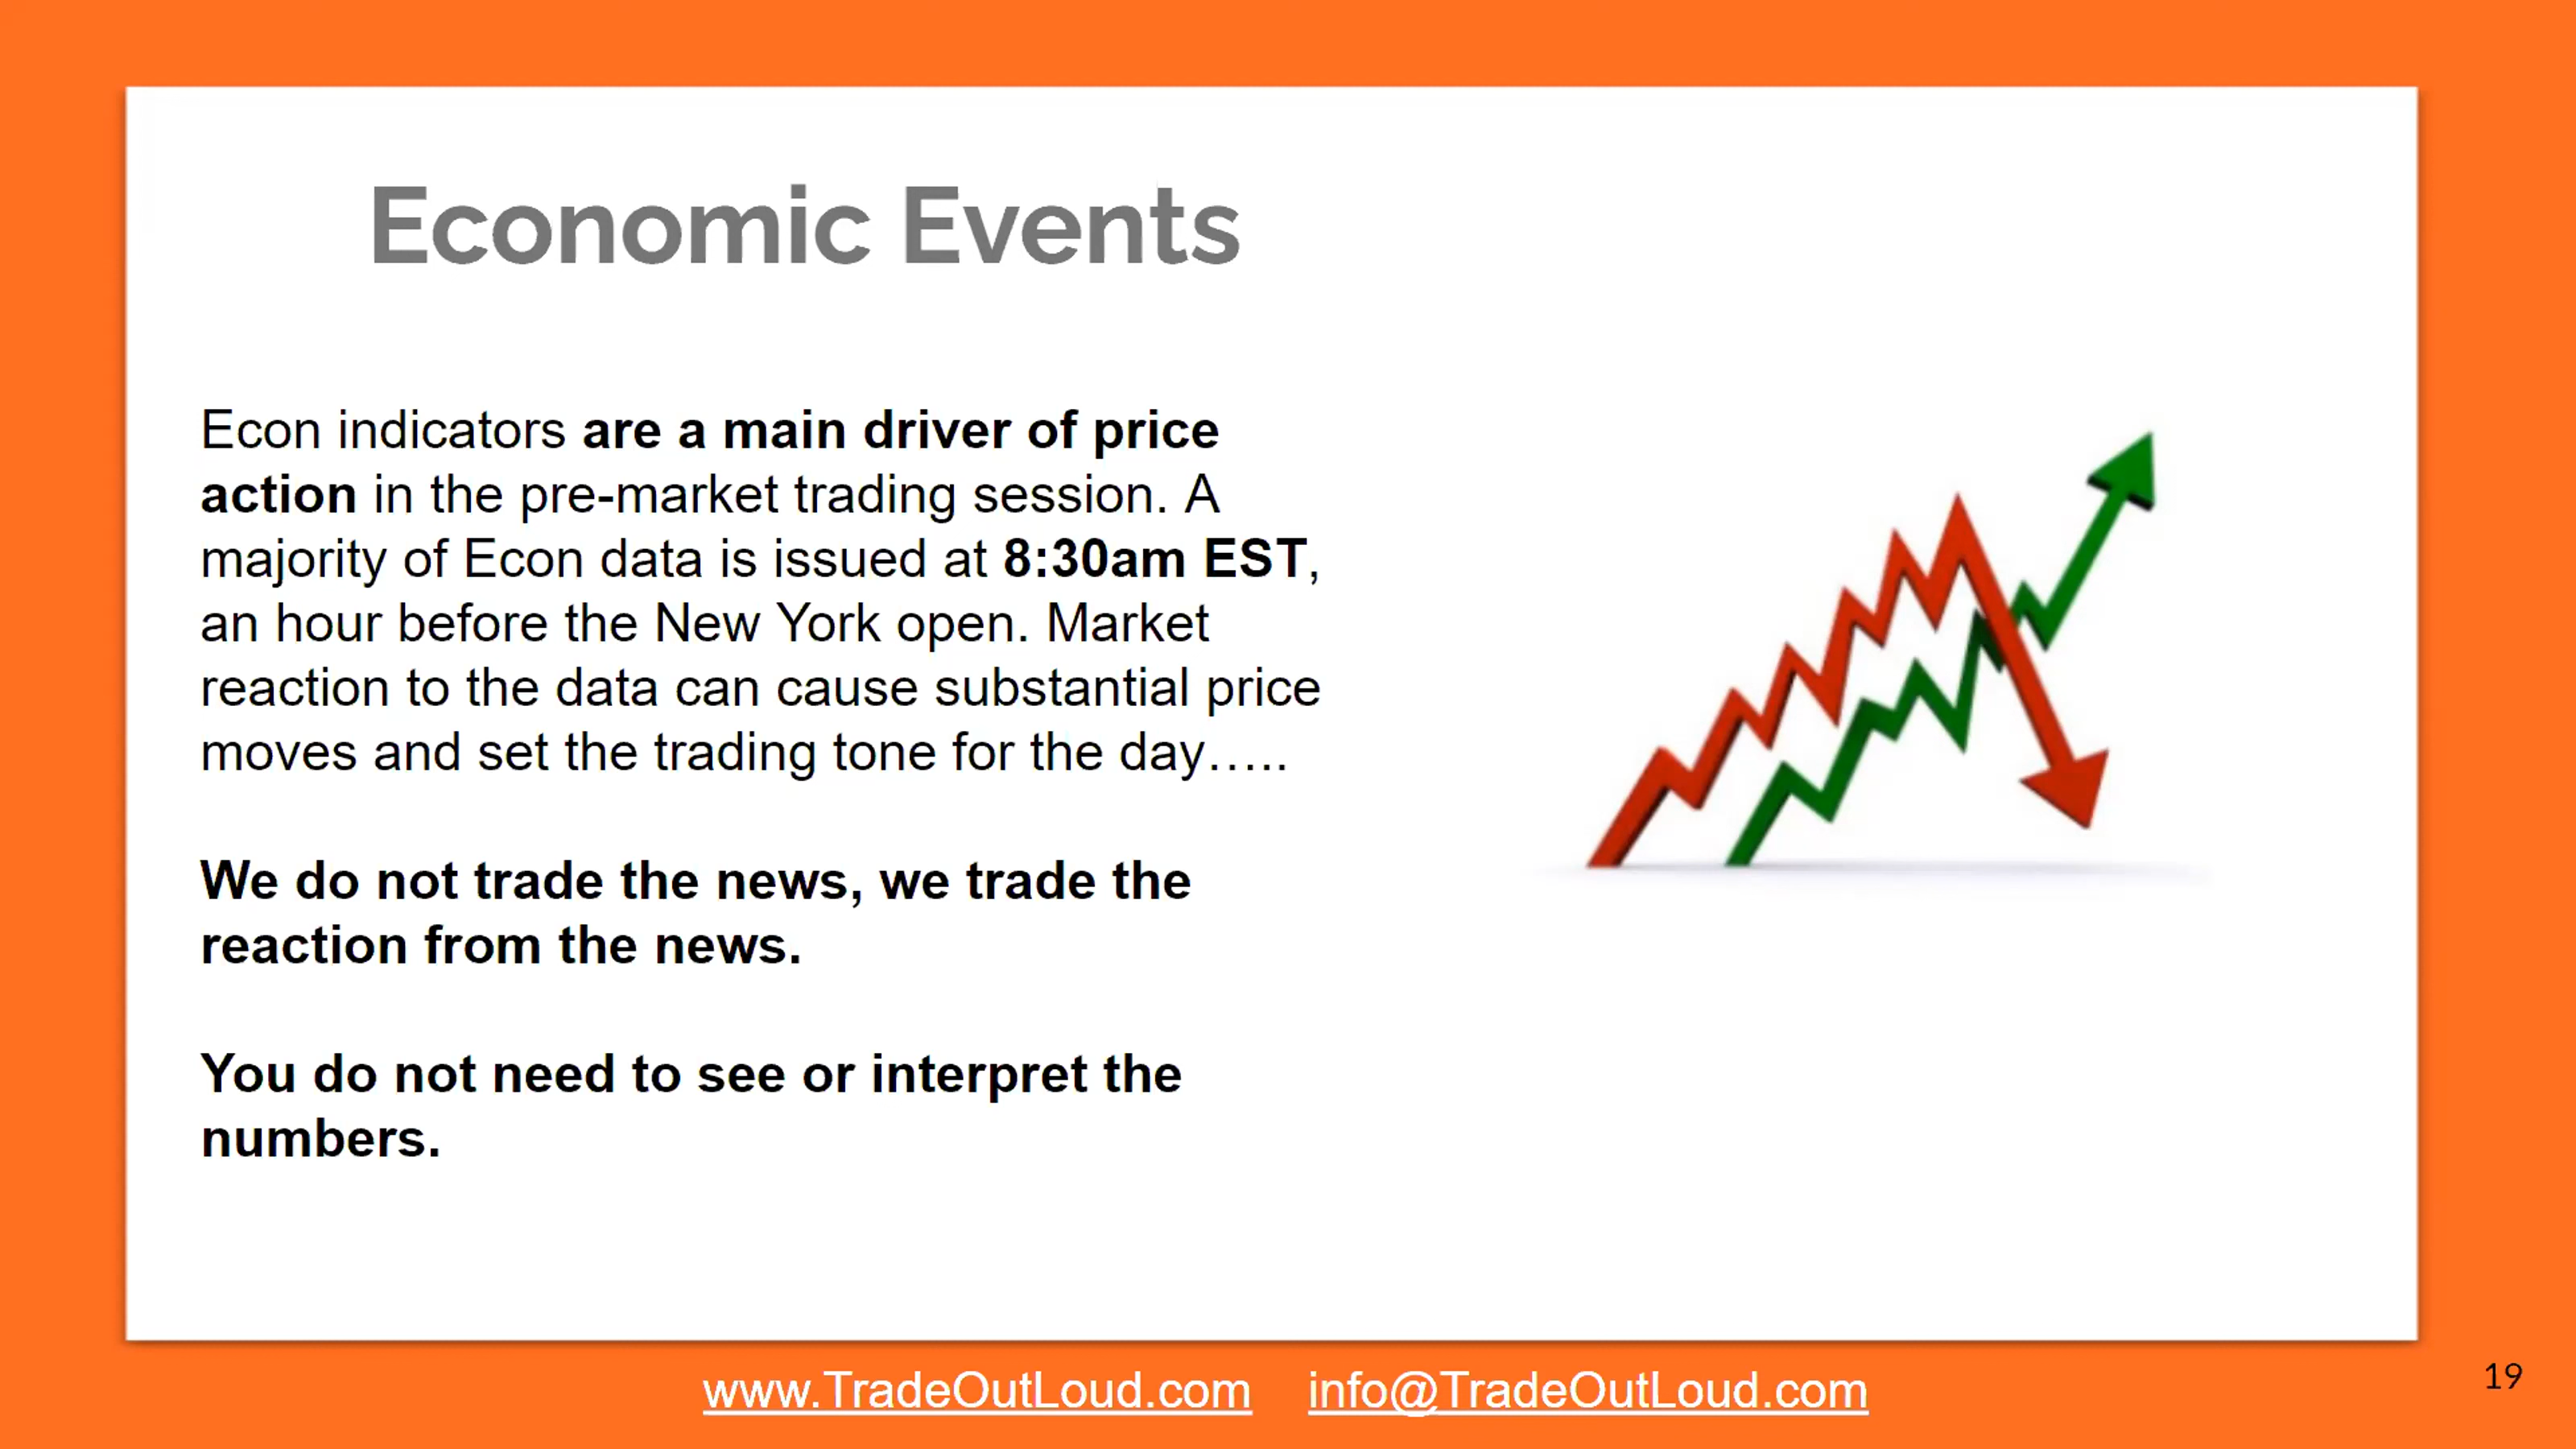 Economic Events
Econ indicators are a main driver of price
action in the pre-market trading session. A
majority of Econ data is issued at 8:30am EST,
an hour before the New York open. Market
reaction to the data can cause substantial price
moves and set the trading tone for the day.....
We do not trade the news, we trade the
reaction from the news.
You do not need to see or interpret the
numbers.
www.TradeOutLoud.com info@TradeOutLoud.com
19